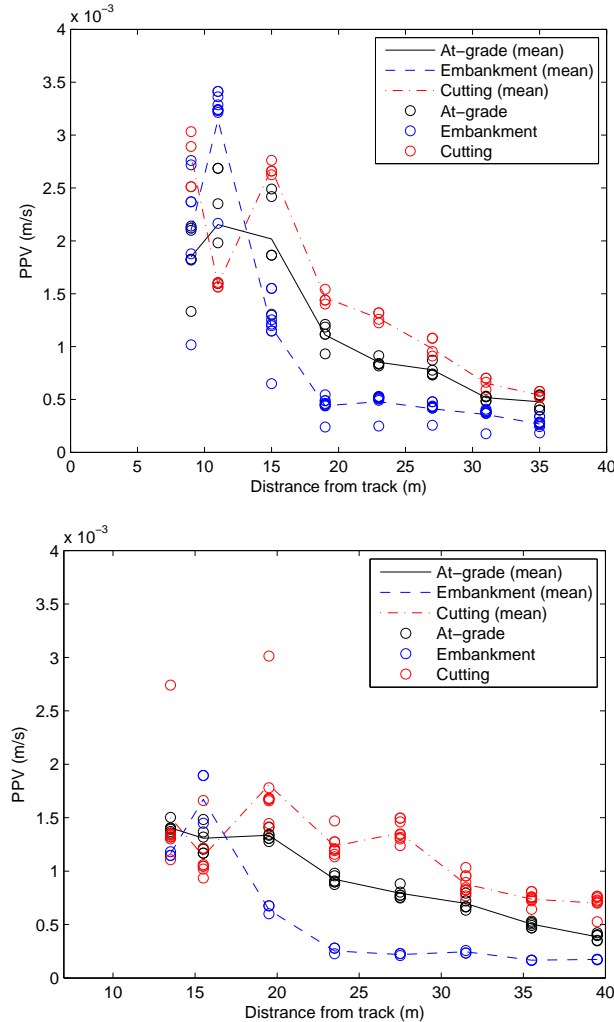 x 10⁻³
4
3.5
3
2.5
2
1.5
1
0.5
0
PPV (m/s)
At-grade (mean)
Embankment (mean)
Cutting (mean)
At-grade
Embankment
Cutting
0 5 10 15 20 25 30 35 40
Distrance from track (m)
x 10⁻³
4
3.5
3
2.5
2
1.5
1
0.5
0
PPV (m/s)
At-grade (mean)
Embankment (mean)
Cutting (mean)
At-grade
Embankment
Cutting
10 15 20 25 30 35 40
Distrance from track (m)